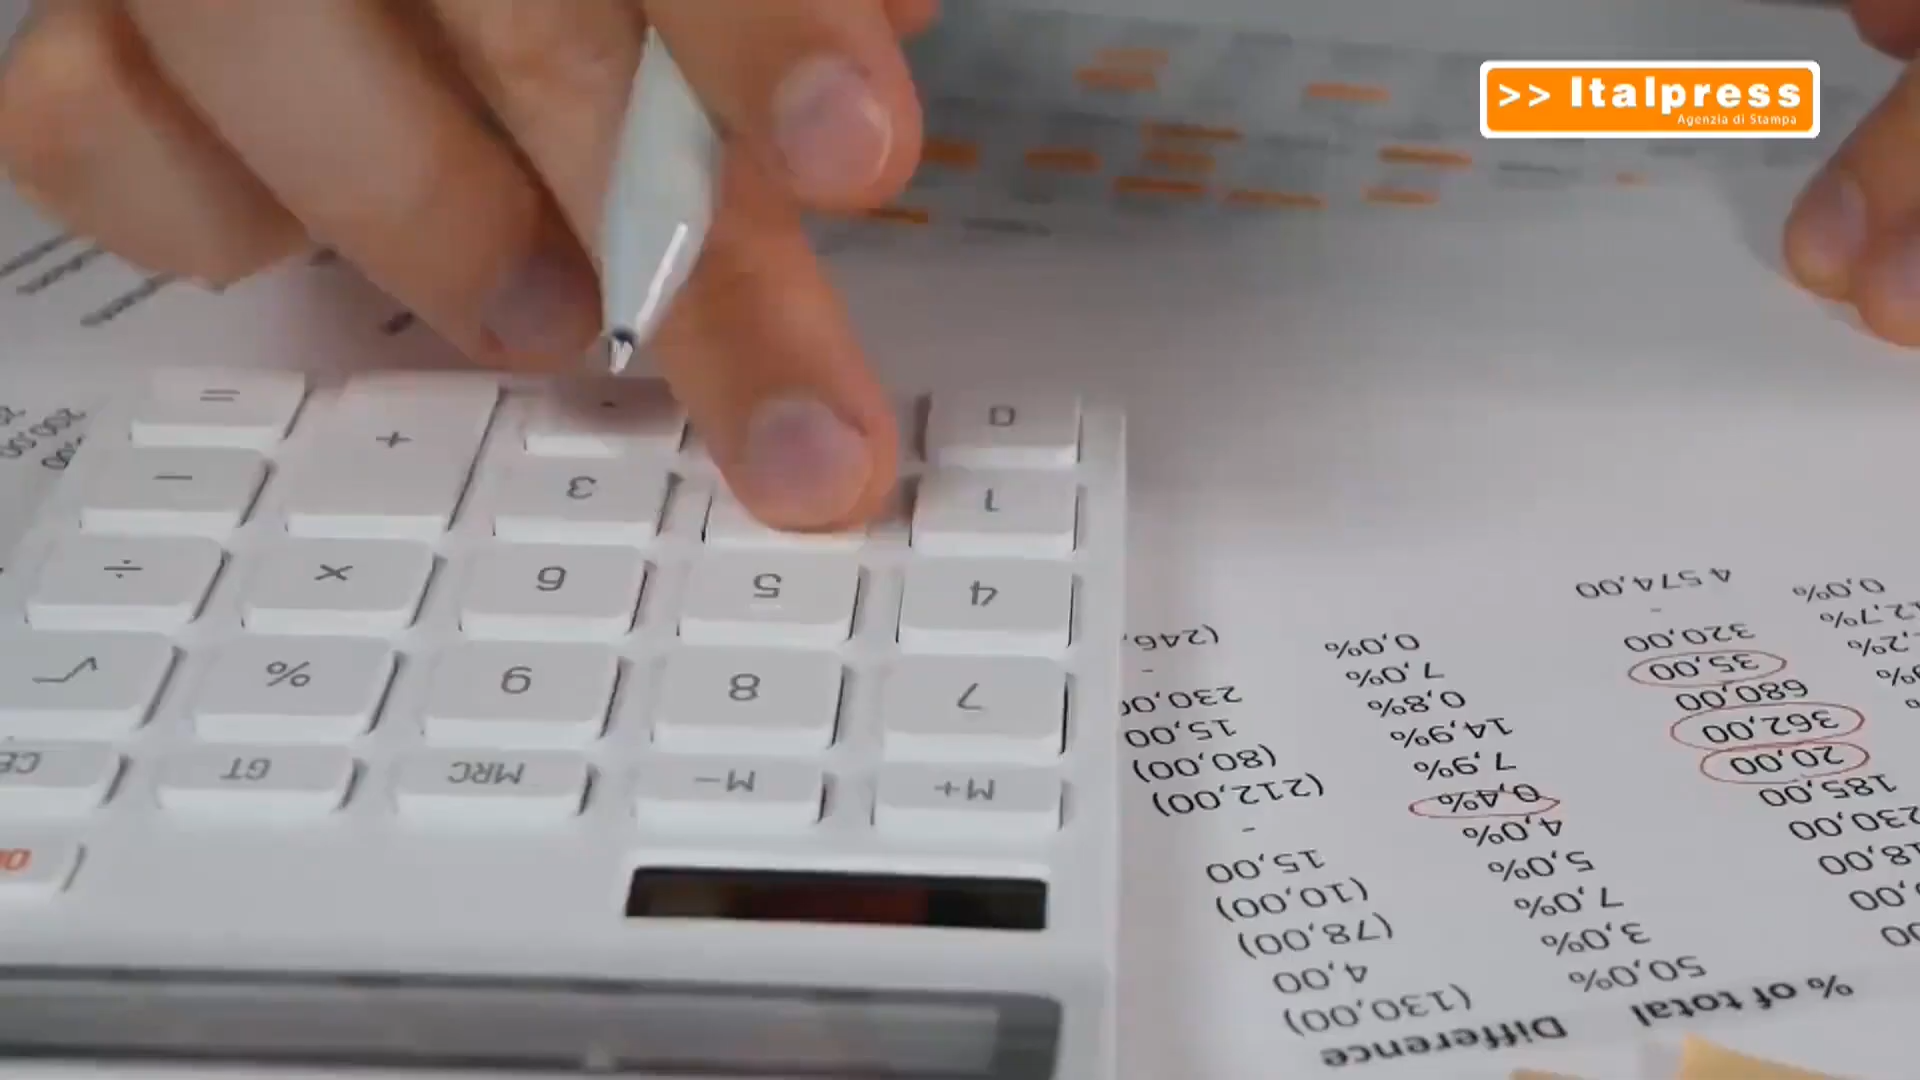 >> Italpress
Agenzia di Stampa
= + . 0
− 3 1
÷ × 6 5 4
√ % 9 8 7
CE GT MRC M− M+
Difference % of total
(130,00) 50,0%
4,00 3,0%
(78,00) 7,0%
(10,00) 5,0%
15,00 4,0%
- 0,4%
(212,00) 7,9%
(80,00) 14,9%
15,00 0,8%
230,00 7,0%
- 0,0%
230,00
185,00
20,00
362,00
680,00
35,00
320,00
-
4 574,00
0,0%